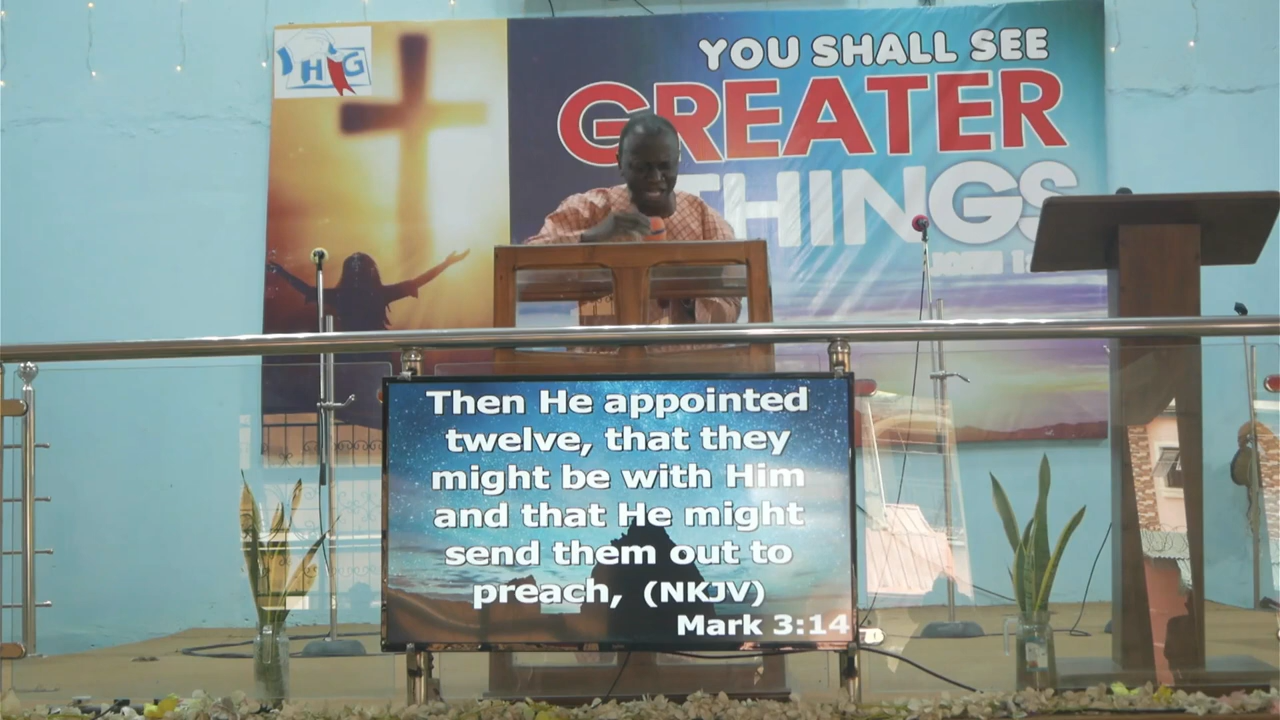 HG
YOU SHALL SEE
GREATER
THINGS
Then He appointed
twelve, that they
might be with Him
and that He might
send them out to
preach, (NKJV)
Mark 3:14